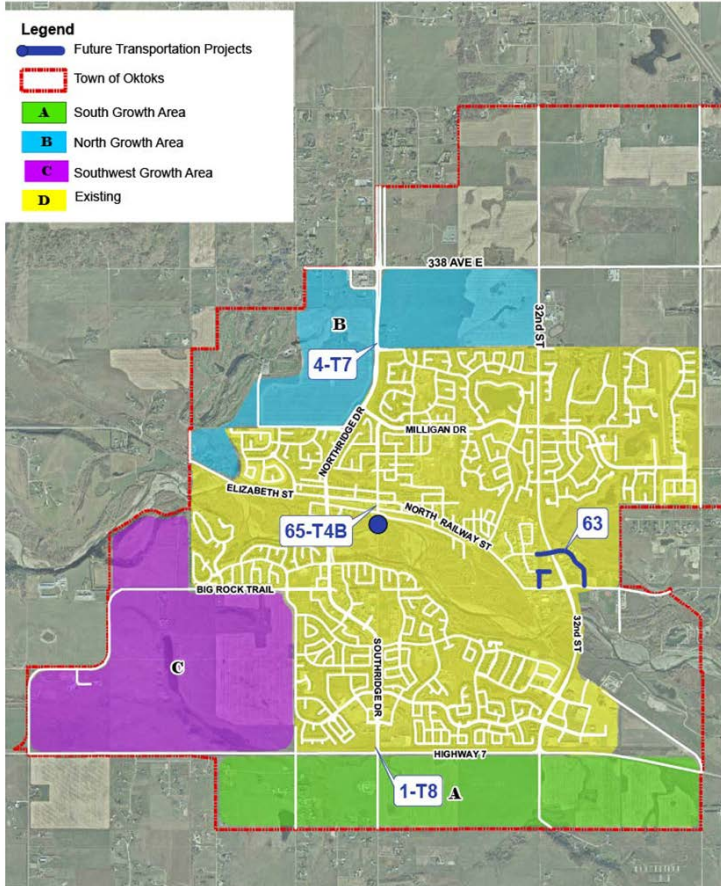 Legend
Future Transportation Projects
Town of Oktoks
A South Growth Area
B North Growth Area
C Southwest Growth Area
D Existing
338 AVE E
32nd ST
B
4-T7
NORTHRIDGE DR
MILLIGAN DR
ELIZABETH ST
NORTH RAILWAY ST
65-T4B
63
BIG ROCK TRAIL
32nd ST
SOUTHRIDGE DR
C
HIGHWAY 7
1-T8
A